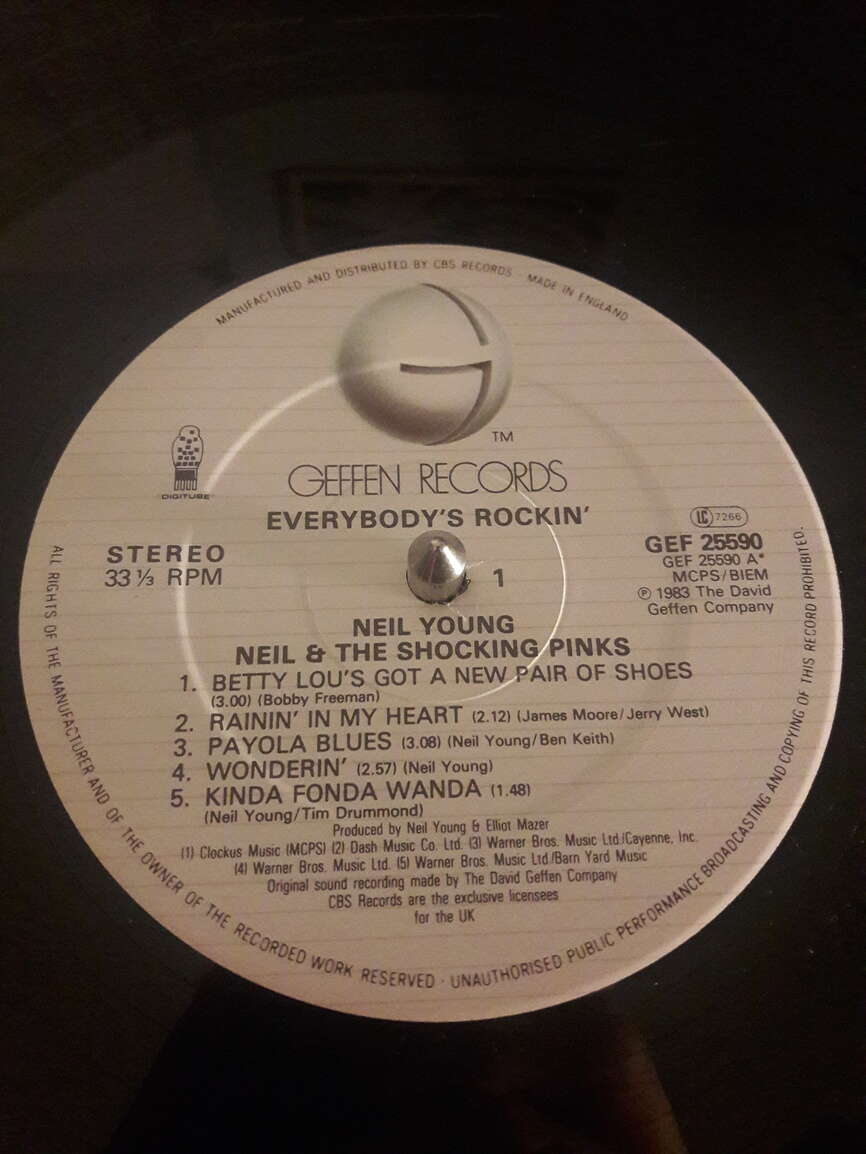 MANUFACTURED AND DISTRIBUTED BY CBS RECORDS · MADE IN ENGLAND
TM
DIGITUBE
GEFFEN RECORDS
EVERYBODY'S ROCKIN'
LC 7266
STEREO
33 ⅓ RPM
1
GEF 25590
GEF 25590 A*
MCPS/BIEM
℗ 1983 The David
Geffen Company
NEIL YOUNG
NEIL & THE SHOCKING PINKS
1. BETTY LOU'S GOT A NEW PAIR OF SHOES
(3.00) (Bobby Freeman)
2. RAININ' IN MY HEART (2.12) (James Moore/Jerry West)
3. PAYOLA BLUES (3.08) (Neil Young/Ben Keith)
4. WONDERIN' (2.57) (Neil Young)
5. KINDA FONDA WANDA (1.48)
(Neil Young/Tim Drummond)
Produced by Neil Young & Elliot Mazer
(1) Clockus Music (MCPS) (2) Dash Music Co. Ltd. (3) Warner Bros. Music Ltd/Cayenne, Inc.
(4) Warner Bros. Music Ltd. (5) Warner Bros. Music Ltd/Barn Yard Music
Original sound recording made by The David Geffen Company
CBS Records are the exclusive licensees
for the UK
ALL RIGHTS OF THE MANUFACTURER AND OF THE OWNER OF THE RECORDED WORK RESERVED · UNAUTHORISED PUBLIC PERFORMANCE BROADCASTING AND COPYING OF THIS RECORD PROHIBITED.